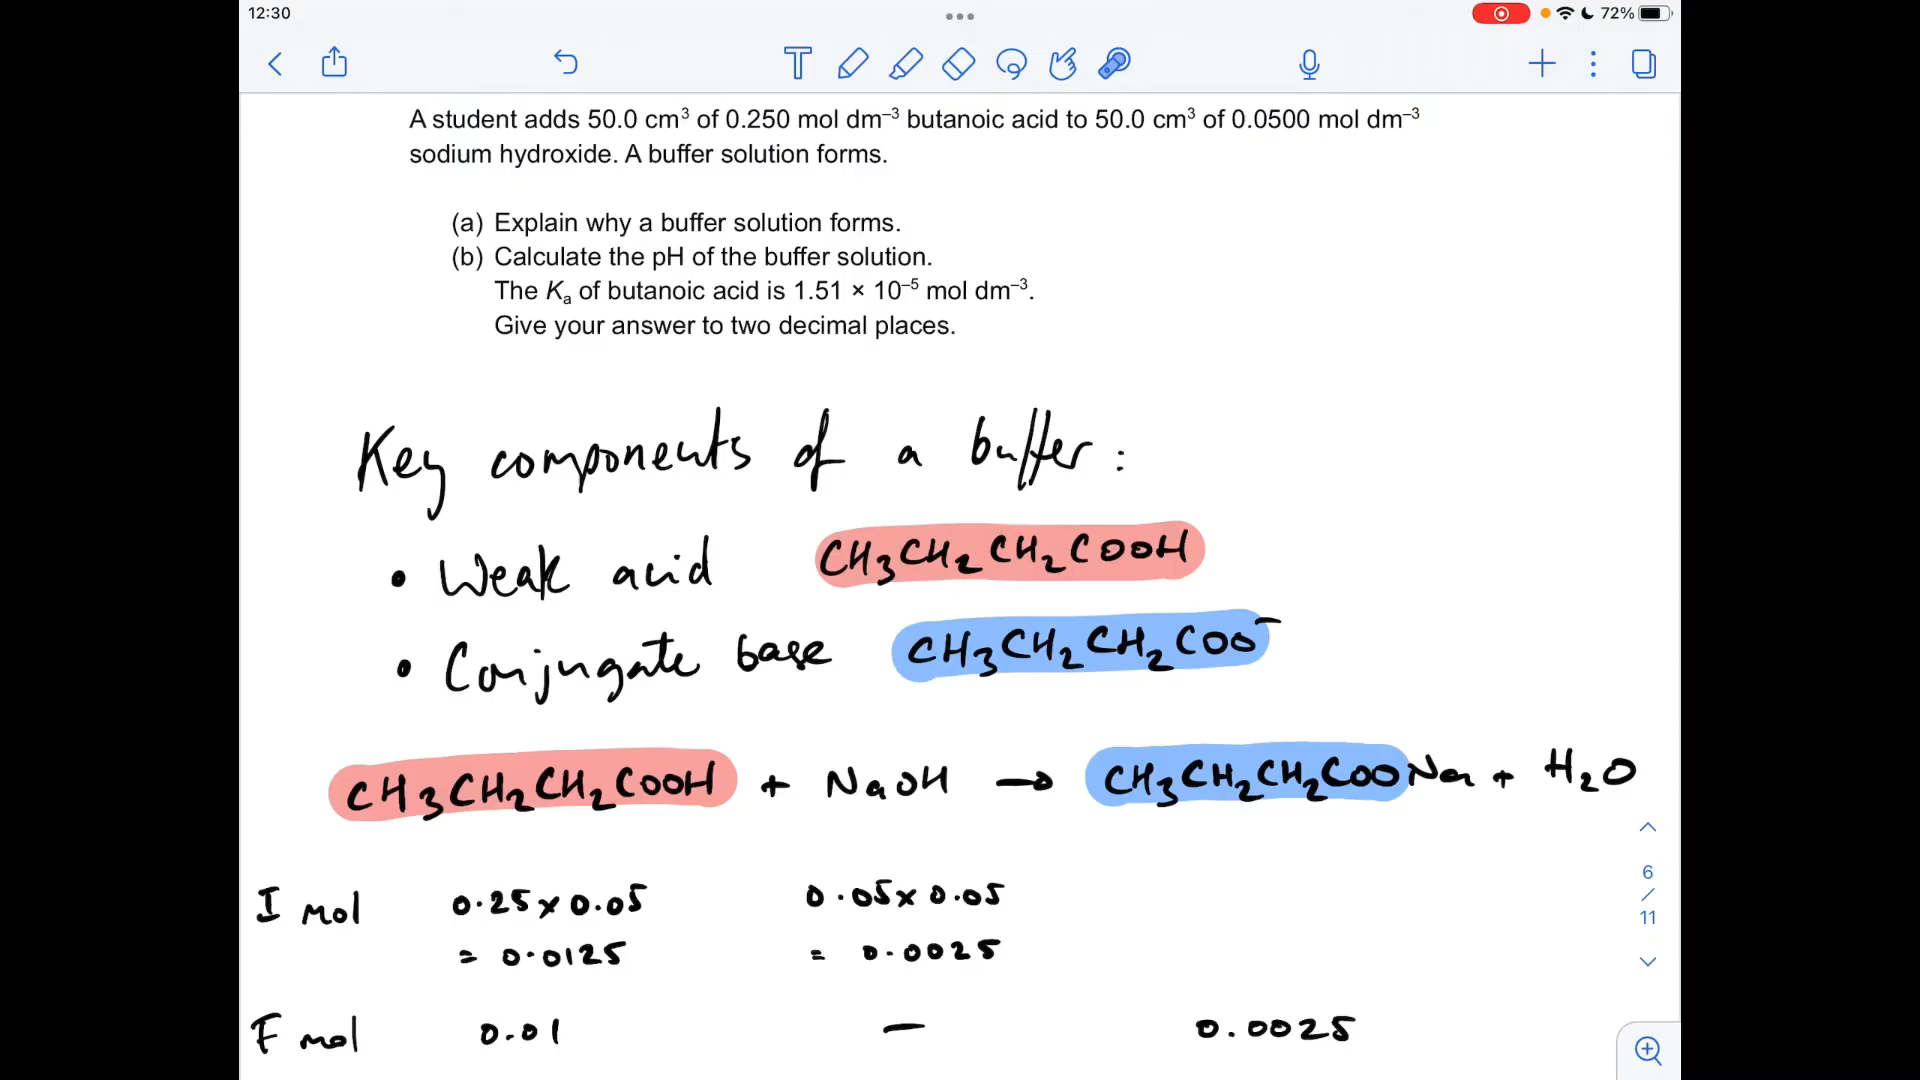 12:30
72%
A student adds 50.0 cm³ of 0.250 mol dm⁻³ butanoic acid to 50.0 cm³ of 0.0500 mol dm⁻³
sodium hydroxide. A buffer solution forms.
(a) Explain why a buffer solution forms.
(b) Calculate the pH of the buffer solution.
The Kₐ of butanoic acid is 1.51 × 10⁻⁵ mol dm⁻³.
Give your answer to two decimal places.
Key components of a buffer :
• Weak acid CH₃CH₂CH₂COOH
• Conjugate base CH₃CH₂CH₂COO⁻
CH₃CH₂CH₂COOH + NaOH → CH₃CH₂CH₂COONa + H₂O
I mol 0.25 x 0.05 0.05 x 0.05
= 0.0125 = 0.0025
F mol 0.01 — 0.0025
6
/
11